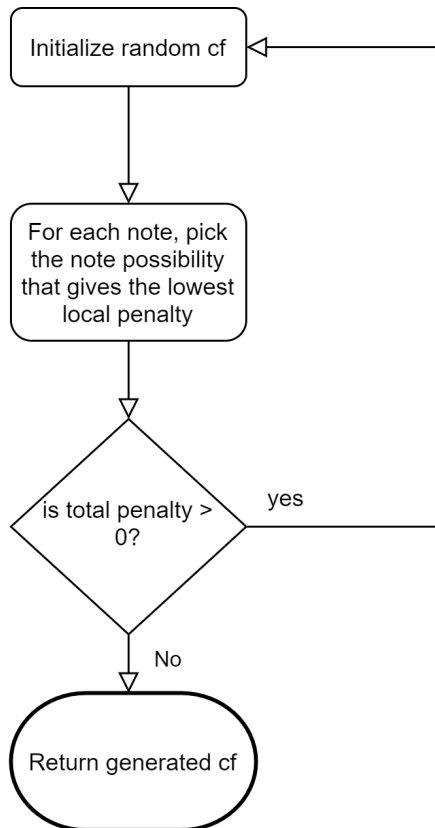 Initialize random cf
For each note, pick
the note possibility
that gives the lowest
local penalty
is total penalty >
0?
yes
No
Return generated cf